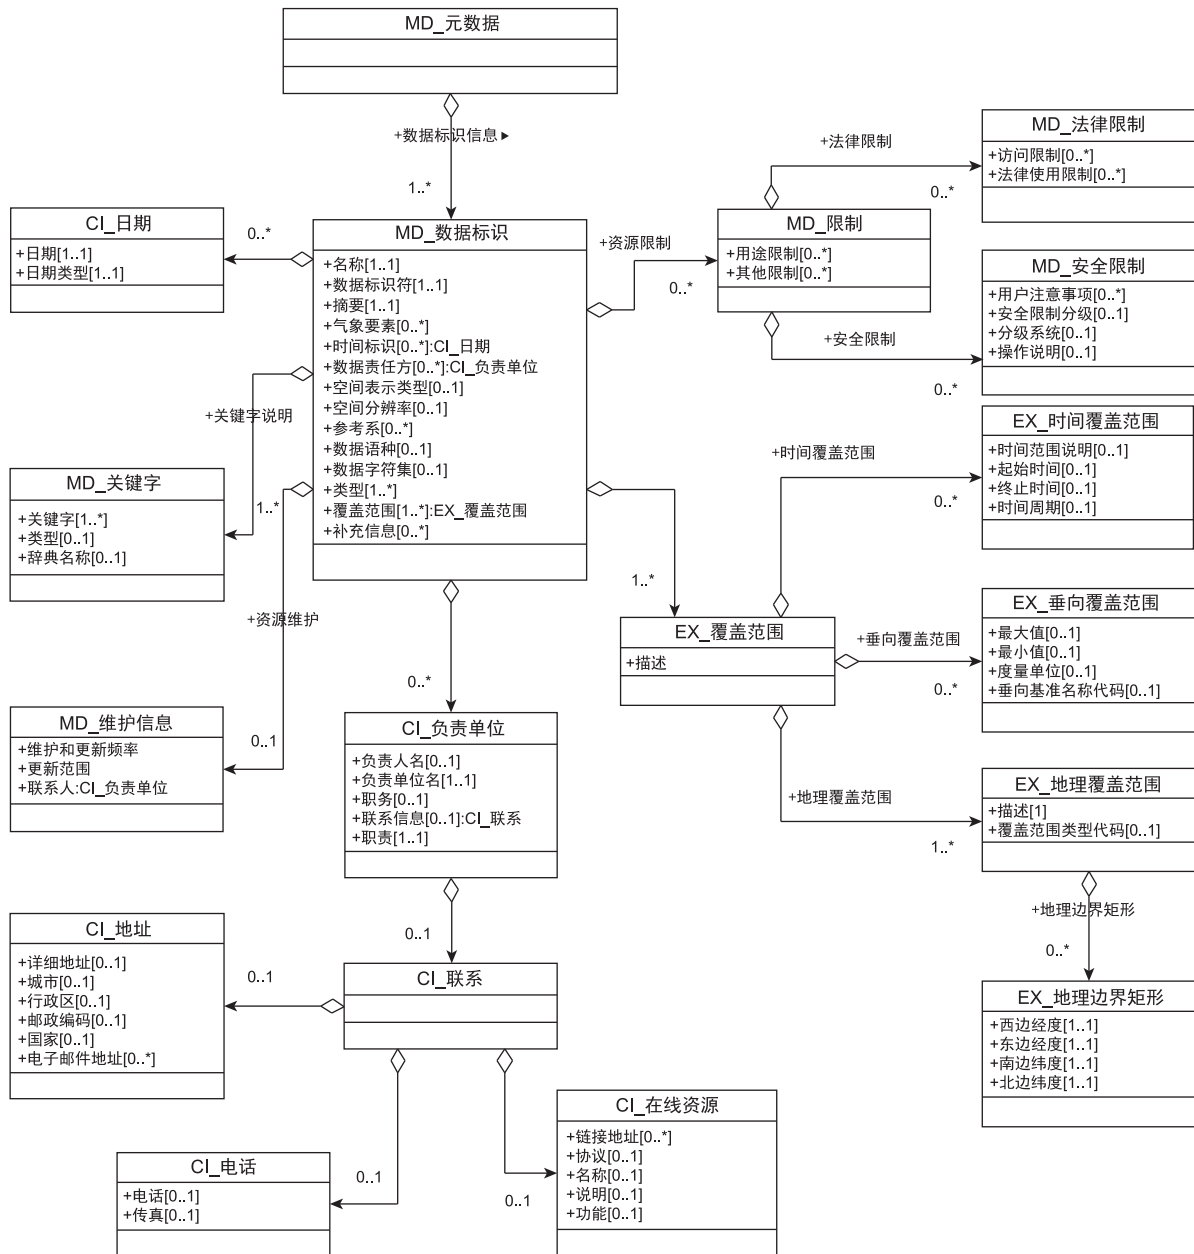 MD_元数据
+数据标识信息▶
1..*
CI_日期
+日期[1..1]
+日期类型[1..1]
0..*
MD_数据标识
+名称[1..1]
+数据标识符[1..1]
+摘要[1..1]
+气象要素[0..*]
+时间标识[0..*]:CI_日期
+数据责任方[0..*]:CI_负责单位
+空间表示类型[0..1]
+空间分辨率[0..1]
+参考系[0..*]
+数据语种[0..1]
+数据字符集[0..1]
+类型[1..*]
+覆盖范围[1..*]:EX_覆盖范围
+补充信息[0..*]
+资源限制
0..*
MD_限制
+用途限制[0..*]
+其他限制[0..*]
+法律限制
0..*
MD_法律限制
+访问限制[0..*]
+法律使用限制[0..*]
+安全限制
0..*
MD_安全限制
+用户注意事项[0..*]
+安全限制分级[0..1]
+分级系统[0..1]
+操作说明[0..1]
+关键字说明
1..*
MD_关键字
+关键字[1..*]
+类型[0..1]
+辞典名称[0..1]
+资源维护
0..1
MD_维护信息
+维护和更新频率
+更新范围
+联系人:CI_负责单位
1..*
EX_覆盖范围
+描述
+时间覆盖范围
0..*
EX_时间覆盖范围
+时间范围说明[0..1]
+起始时间[0..1]
+终止时间[0..1]
+时间周期[0..1]
+垂向覆盖范围
0..*
EX_垂向覆盖范围
+最大值[0..1]
+最小值[0..1]
+度量单位[0..1]
+垂向基准名称代码[0..1]
+地理覆盖范围
1..*
EX_地理覆盖范围
+描述[1]
+覆盖范围类型代码[0..1]
+地理边界矩形
0..*
EX_地理边界矩形
+西边经度[1..1]
+东边经度[1..1]
+南边纬度[1..1]
+北边纬度[1..1]
0..*
CI_负责单位
+负责人名[0..1]
+负责单位名[1..1]
+职务[0..1]
+联系信息[0..1]:CI_联系
+职责[1..1]
0..1
CI_联系
0..1
CI_地址
+详细地址[0..1]
+城市[0..1]
+行政区[0..1]
+邮政编码[0..1]
+国家[0..1]
+电子邮件地址[0..*]
0..1
CI_电话
+电话[0..1]
+传真[0..1]
0..1
CI_在线资源
+链接地址[0..*]
+协议[0..1]
+名称[0..1]
+说明[0..1]
+功能[0..1]